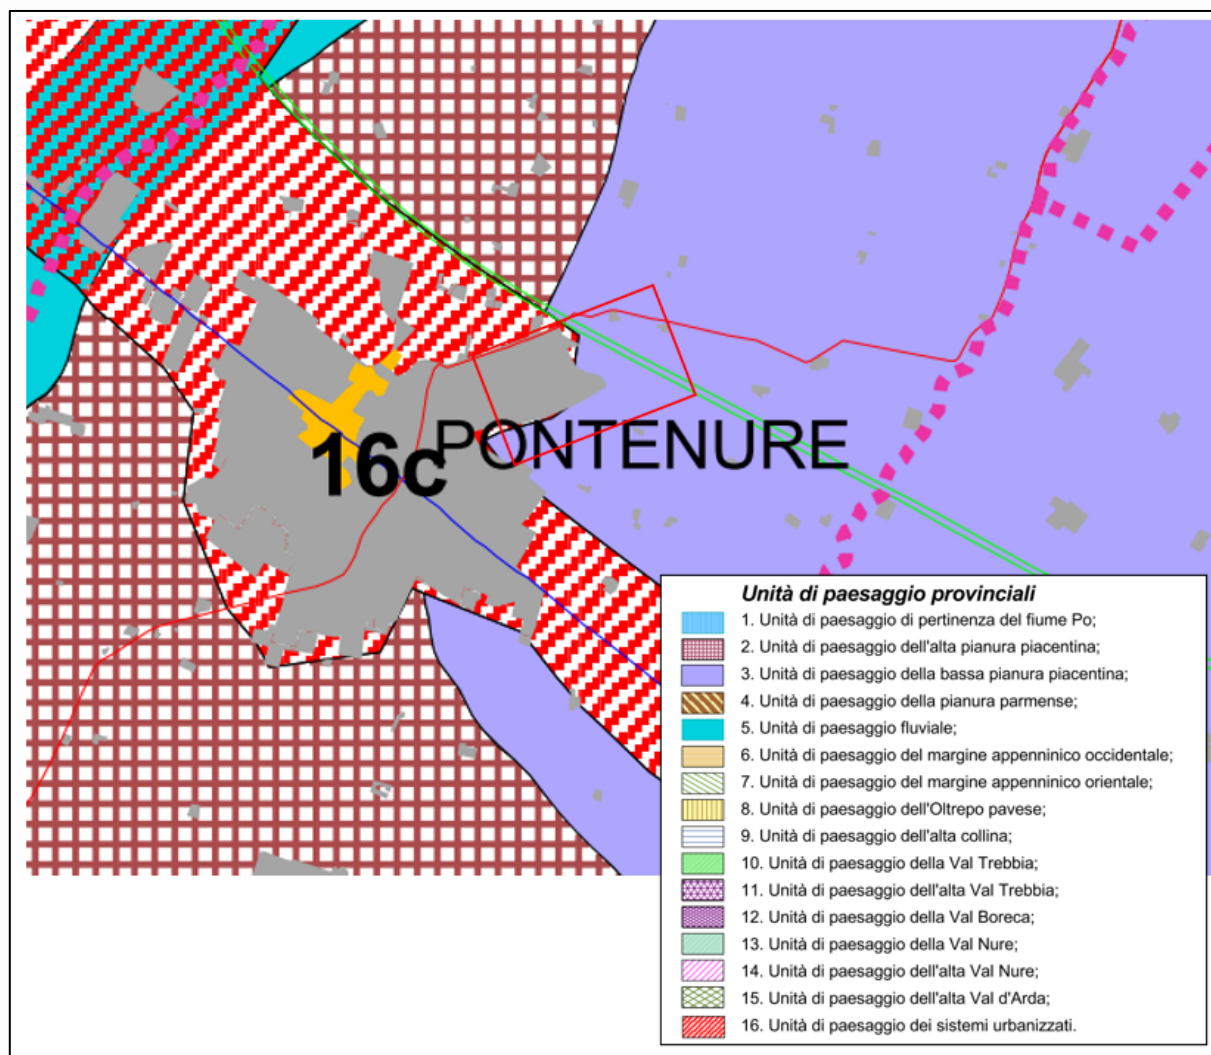 16c
PONTENURE
Unità di paesaggio provinciali
1. Unità di paesaggio di pertinenza del fiume Po;
2. Unità di paesaggio dell'alta pianura piacentina;
3. Unità di paesaggio della bassa pianura piacentina;
4. Unità di paesaggio della pianura parmense;
5. Unità di paesaggio fluviale;
6. Unità di paesaggio del margine appenninico occidentale;
7. Unità di paesaggio del margine appenninico orientale;
8. Unità di paesaggio dell'Oltrepo pavese;
9. Unità di paesaggio dell'alta collina;
10. Unità di paesaggio della Val Trebbia;
11. Unità di paesaggio dell'alta Val Trebbia;
12. Unità di paesaggio della Val Boreca;
13. Unità di paesaggio della Val Nure;
14. Unità di paesaggio dell'alta Val Nure;
15. Unità di paesaggio dell'alta Val d'Arda;
16. Unità di paesaggio dei sistemi urbanizzati.